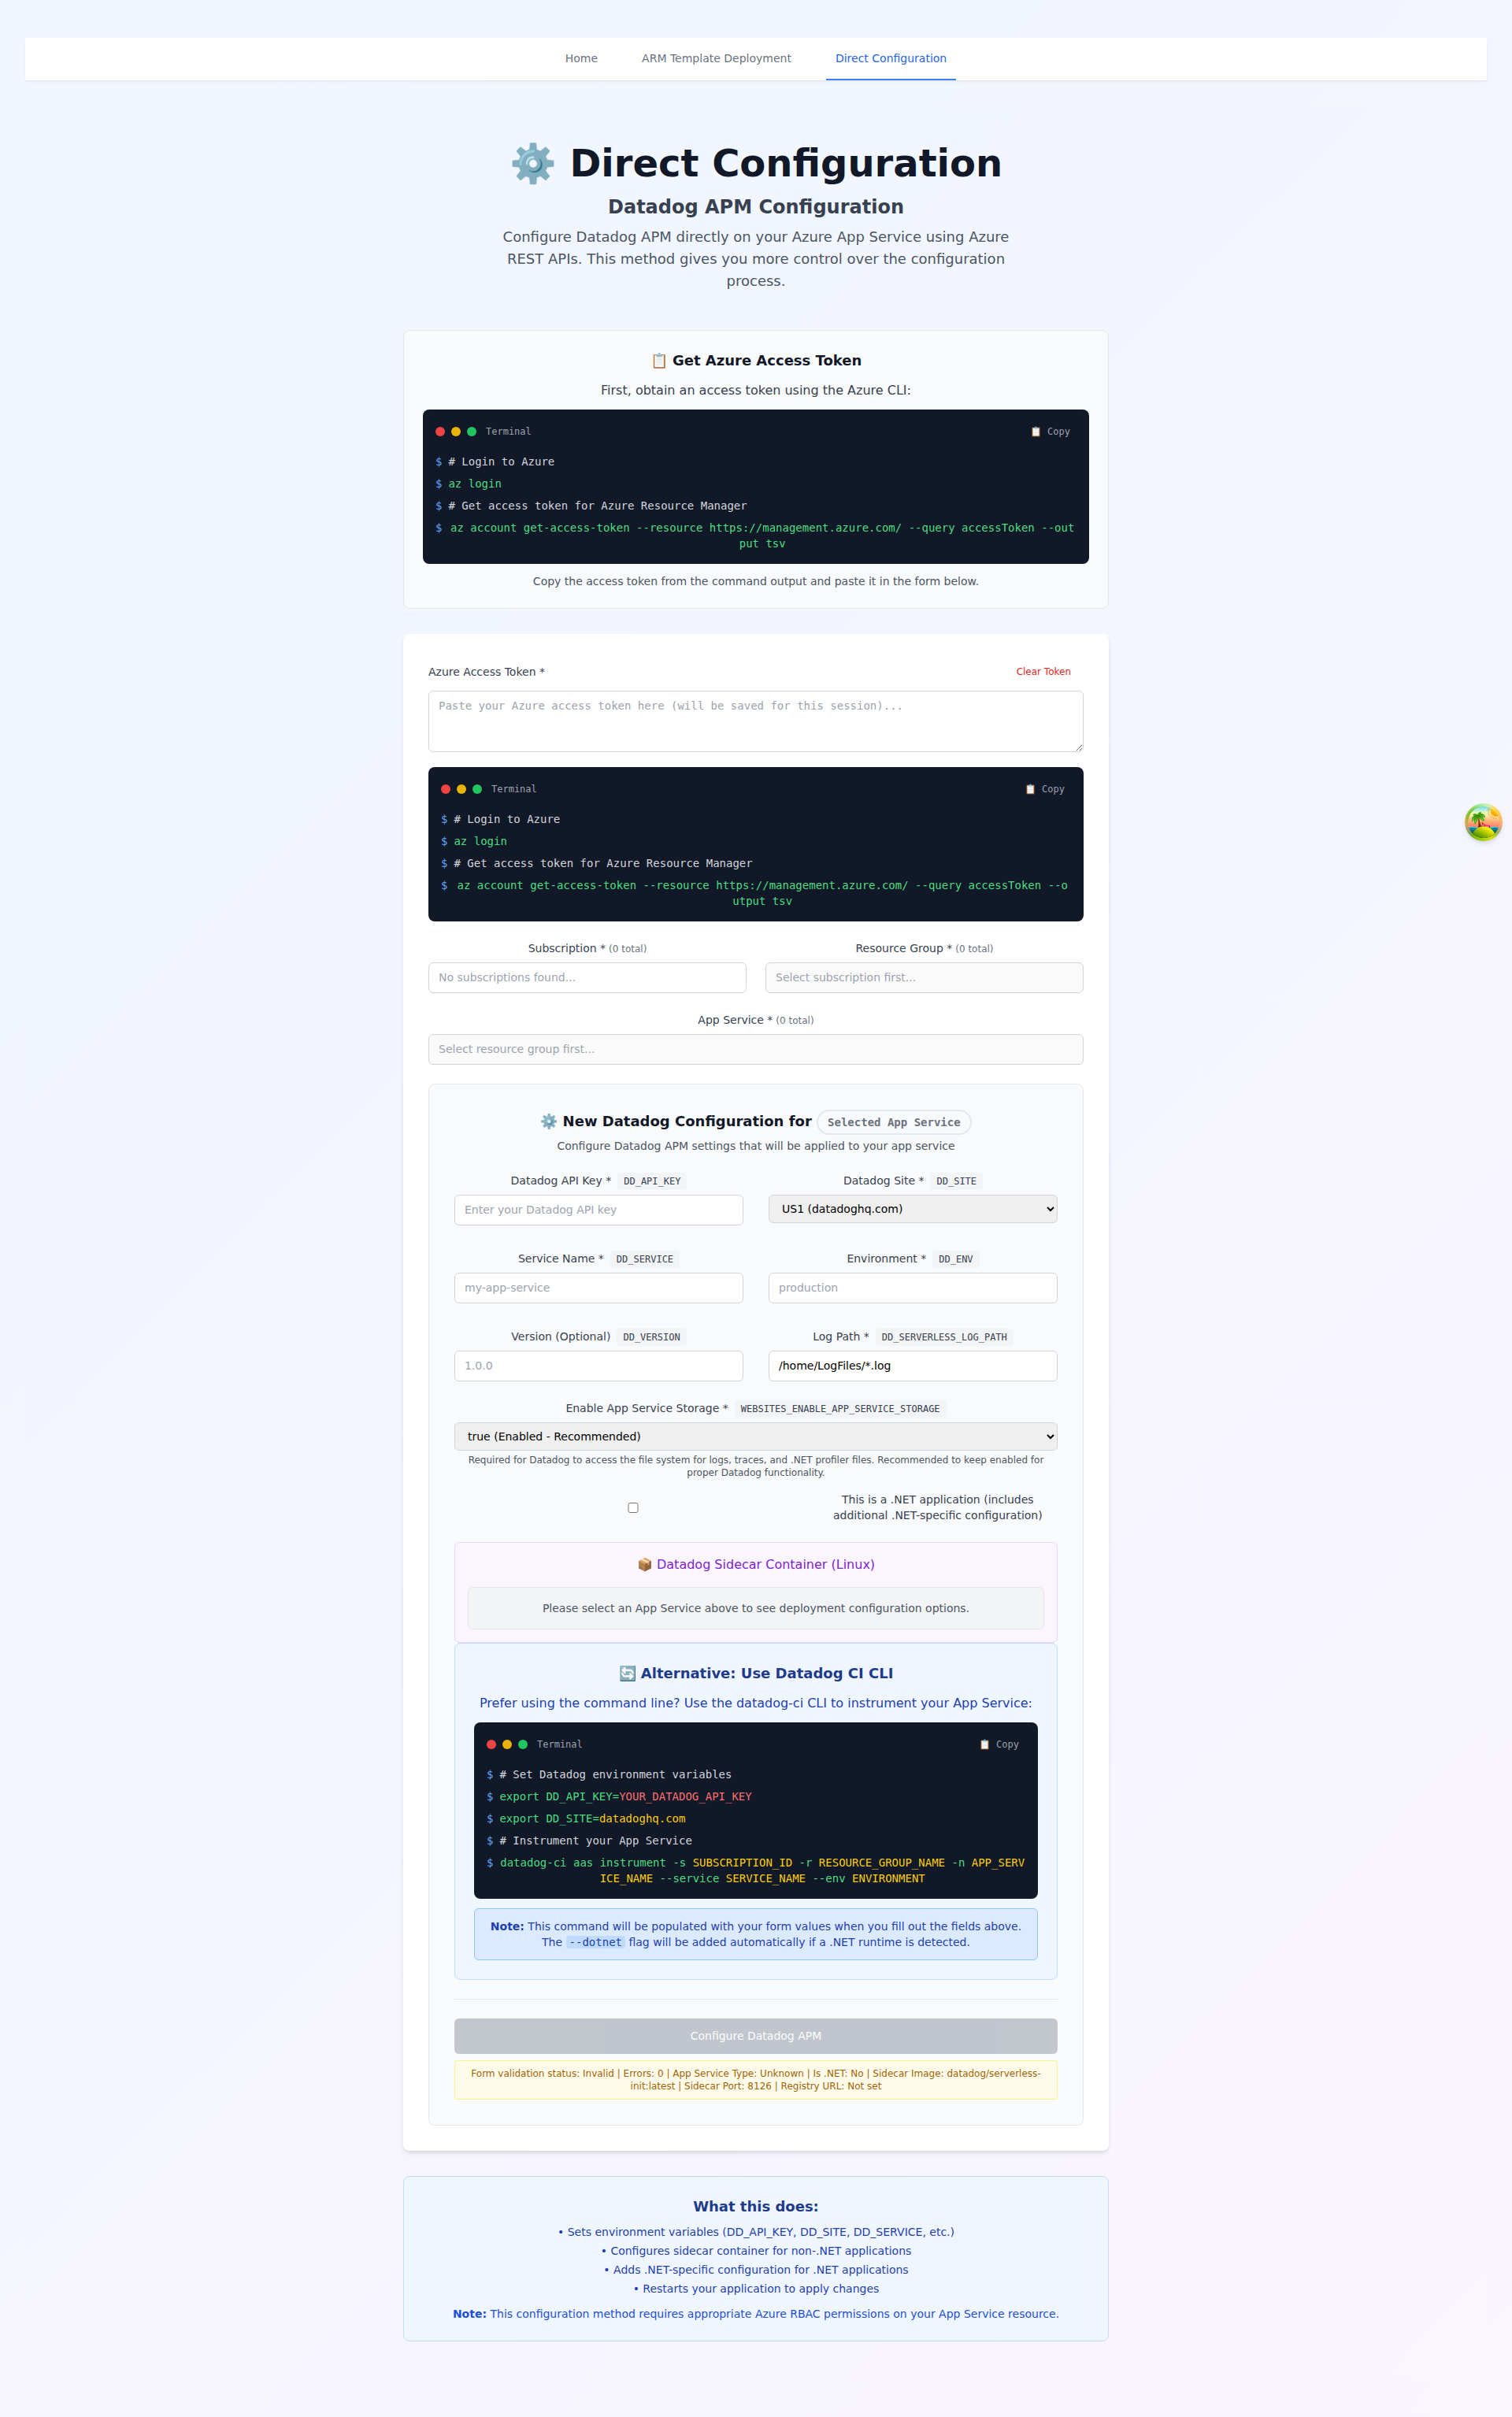 Home
ARM Template Deployment
Direct Configuration
⚙️ Direct Configuration
Datadog APM Configuration
Configure Datadog APM directly on your Azure App Service using Azure
REST APIs. This method gives you more control over the configuration
process.
📋 Get Azure Access Token
First, obtain an access token using the Azure CLI:
Terminal
📋 Copy
$ # Login to Azure
$ az login
$ # Get access token for Azure Resource Manager
$ az account get-access-token --resource https://management.azure.com/ --query accessToken --out
put tsv
Copy the access token from the command output and paste it in the form below.
Azure Access Token *
Clear Token
Paste your Azure access token here (will be saved for this session)...
Terminal
📋 Copy
$ # Login to Azure
$ az login
$ # Get access token for Azure Resource Manager
$ az account get-access-token --resource https://management.azure.com/ --query accessToken --o
utput tsv
Subscription * (0 total)
Resource Group * (0 total)
No subscriptions found...
Select subscription first...
App Service * (0 total)
Select resource group first...
⚙️ New Datadog Configuration for Selected App Service
Configure Datadog APM settings that will be applied to your app service
Datadog API Key * DD_API_KEY
Datadog Site * DD_SITE
Enter your Datadog API key
US1 (datadoghq.com)
Service Name * DD_SERVICE
Environment * DD_ENV
my-app-service
production
Version (Optional) DD_VERSION
Log Path * DD_SERVERLESS_LOG_PATH
1.0.0
/home/LogFiles/*.log
Enable App Service Storage * WEBSITES_ENABLE_APP_SERVICE_STORAGE
true (Enabled - Recommended)
Required for Datadog to access the file system for logs, traces, and .NET profiler files. Recommended to keep enabled for
proper Datadog functionality.
This is a .NET application (includes
additional .NET-specific configuration)
📦 Datadog Sidecar Container (Linux)
Please select an App Service above to see deployment configuration options.
🔄 Alternative: Use Datadog CI CLI
Prefer using the command line? Use the datadog-ci CLI to instrument your App Service:
Terminal
📋 Copy
$ # Set Datadog environment variables
$ export DD_API_KEY=YOUR_DATADOG_API_KEY
$ export DD_SITE=datadoghq.com
$ # Instrument your App Service
$ datadog-ci aas instrument -s SUBSCRIPTION_ID -r RESOURCE_GROUP_NAME -n APP_SERV
ICE_NAME --service SERVICE_NAME --env ENVIRONMENT
Note: This command will be populated with your form values when you fill out the fields above.
The --dotnet flag will be added automatically if a .NET runtime is detected.
Configure Datadog APM
Form validation status: Invalid | Errors: 0 | App Service Type: Unknown | Is .NET: No | Sidecar Image: datadog/serverless-
init:latest | Sidecar Port: 8126 | Registry URL: Not set
What this does:
• Sets environment variables (DD_API_KEY, DD_SITE, DD_SERVICE, etc.)
• Configures sidecar container for non-.NET applications
• Adds .NET-specific configuration for .NET applications
• Restarts your application to apply changes
Note: This configuration method requires appropriate Azure RBAC permissions on your App Service resource.